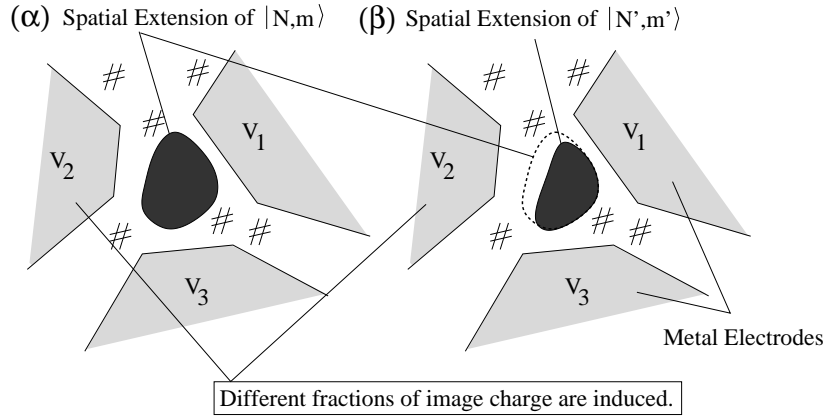 (α) Spatial Extension of |N,m⟩
(β) Spatial Extension of |N’,m’⟩
# # # # # #
# # # # # #
V1
V2
V3
V1
V2
V3
Metal Electrodes
Different fractions of image charge are induced.